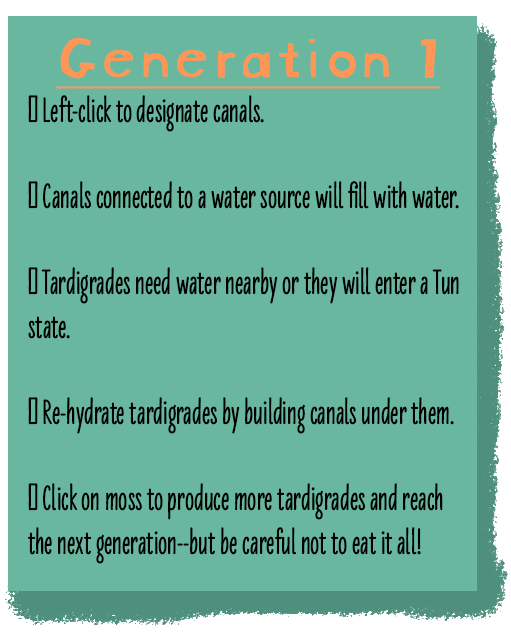 Generation 1
▯ Left-click to designate canals.
▯ Canals connected to a water source will fill with water.
▯ Tardigrades need water nearby or they will enter a Tun
state.
▯ Re-hydrate tardigrades by building canals under them.
▯ Click on moss to produce more tardigrades and reach
the next generation--but be careful not to eat it all!